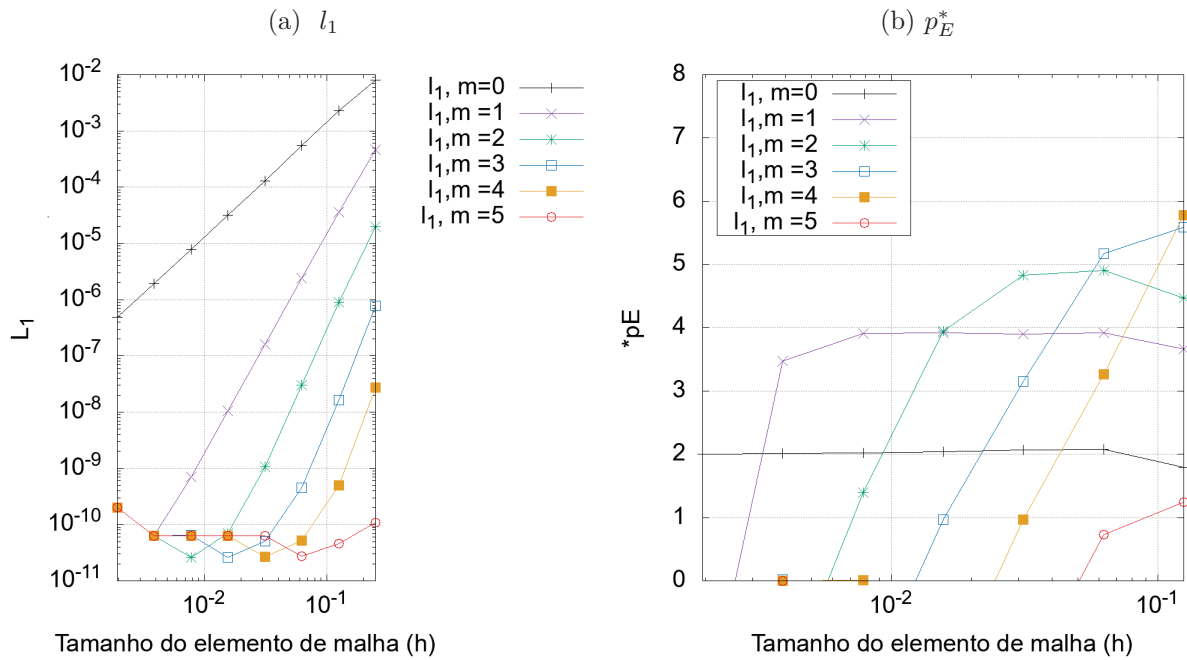 (a) l₁
10⁻²
10⁻³
10⁻⁴
10⁻⁵
10⁻⁶
10⁻⁷
10⁻⁸
10⁻⁹
10⁻¹⁰
10⁻¹¹
L₁
10⁻² 10⁻¹
Tamanho do elemento de malha (h)
l₁, m=0
l₁,m =1
l₁,m =2
l₁,m =3
l₁,m =4
l₁, m =5
(b) p*_E
8
7
6
5
4
3
2
1
0
*pE
l₁, m=0
l₁,m =1
l₁,m =2
l₁,m =3
l₁,m =4
l₁, m =5
10⁻² 10⁻¹
Tamanho do elemento de malha (h)